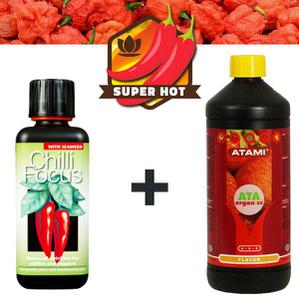 SUPER HOT
WITH SEAWEED
Chilli
Focus
ATAMI
ATA
organics
FLAVOR